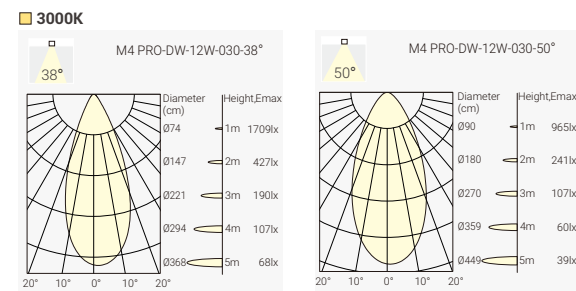 3000K
M4 PRO-DW-12W-030-38°
38°
Diameter (cm) Height,Emax
Ø74 1m 1709lx
Ø147 2m 427lx
Ø221 3m 190lx
Ø294 4m 107lx
Ø368 5m 68lx
20° 10° 0° 10° 20°
M4 PRO-DW-12W-030-50°
50°
Diameter (cm) Height,Emax
Ø90 1m 965lx
Ø180 2m 241lx
Ø270 3m 107lx
Ø359 4m 60lx
Ø449 5m 39lx
20° 10° 0° 10° 20°